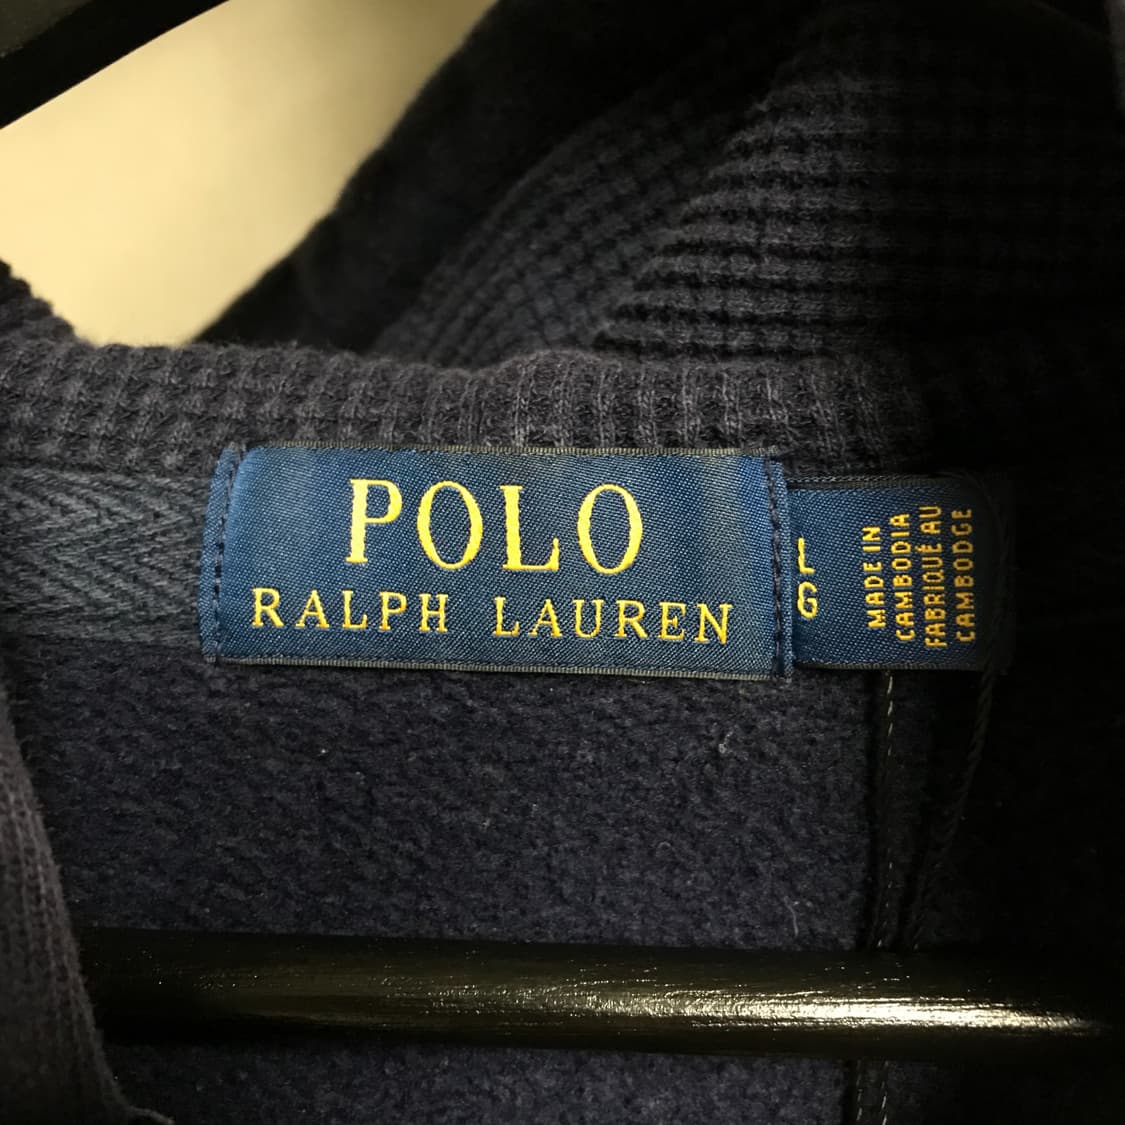 POLO
RALPH LAUREN
L
G
MADE IN
CAMBODIA
FABRIQUÉ AU
CAMBODGE